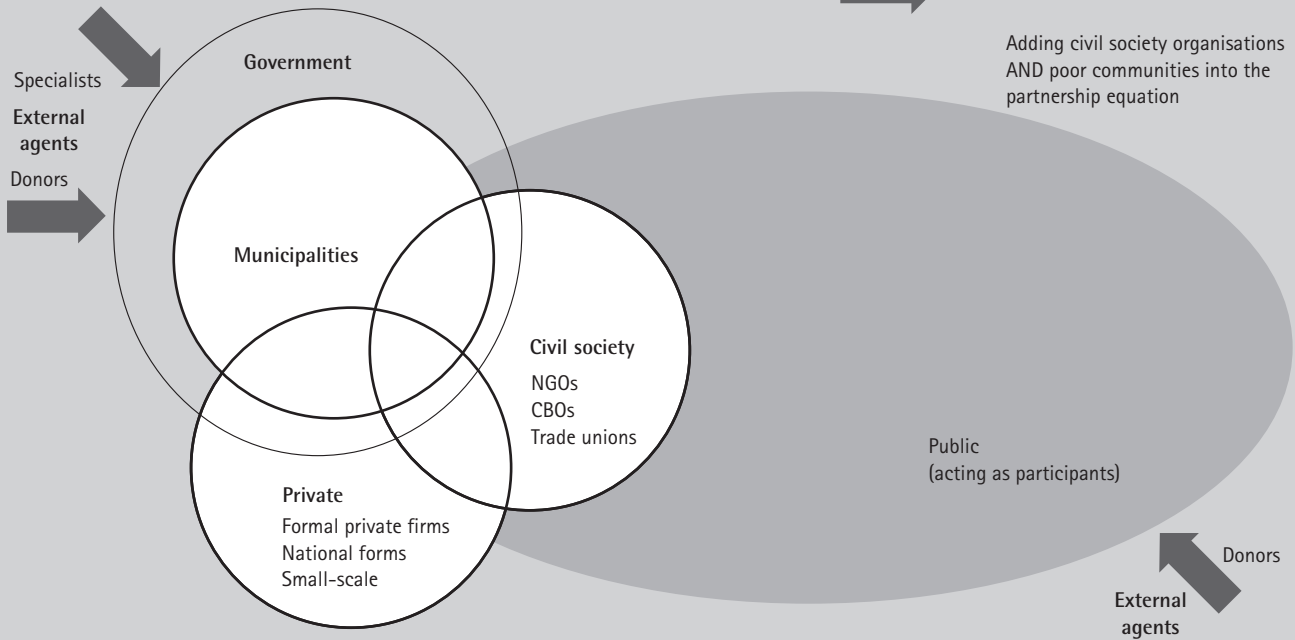 Government
Specialists
External
agents
Donors
Adding civil society organisations
AND poor communities into the
partnership equation
Municipalities
Civil society
NGOs
CBOs
Trade unions
Private
Formal private firms
National forms
Small-scale
Public
(acting as participants)
Donors
External
agents